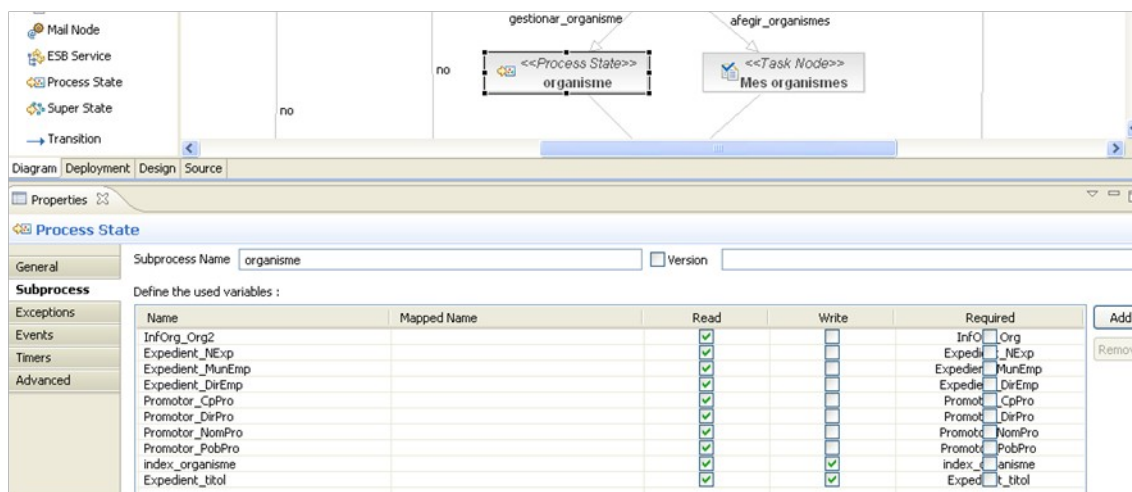 Mail Node
ESB Service
Process State
Super State
Transition
gestionar_organisme
afegir_organismes
no
<<Process State>>
organisme
<<Task Node>>
Mes organismes
no
Diagram Deployment Design Source
Properties
Process State
General
Subprocess
Exceptions
Events
Timers
Advanced
Subprocess Name organisme Version
Define the used variables :
Name Mapped Name Read Write Required
InfOrg_Org2
Expedient_NExp
Expedient_MunEmp
Expedient_DirEmp
Promotor_CpPro
Promotor_DirPro
Promotor_NomPro
Promotor_PobPro
index_organisme
Expedient_titol
Add